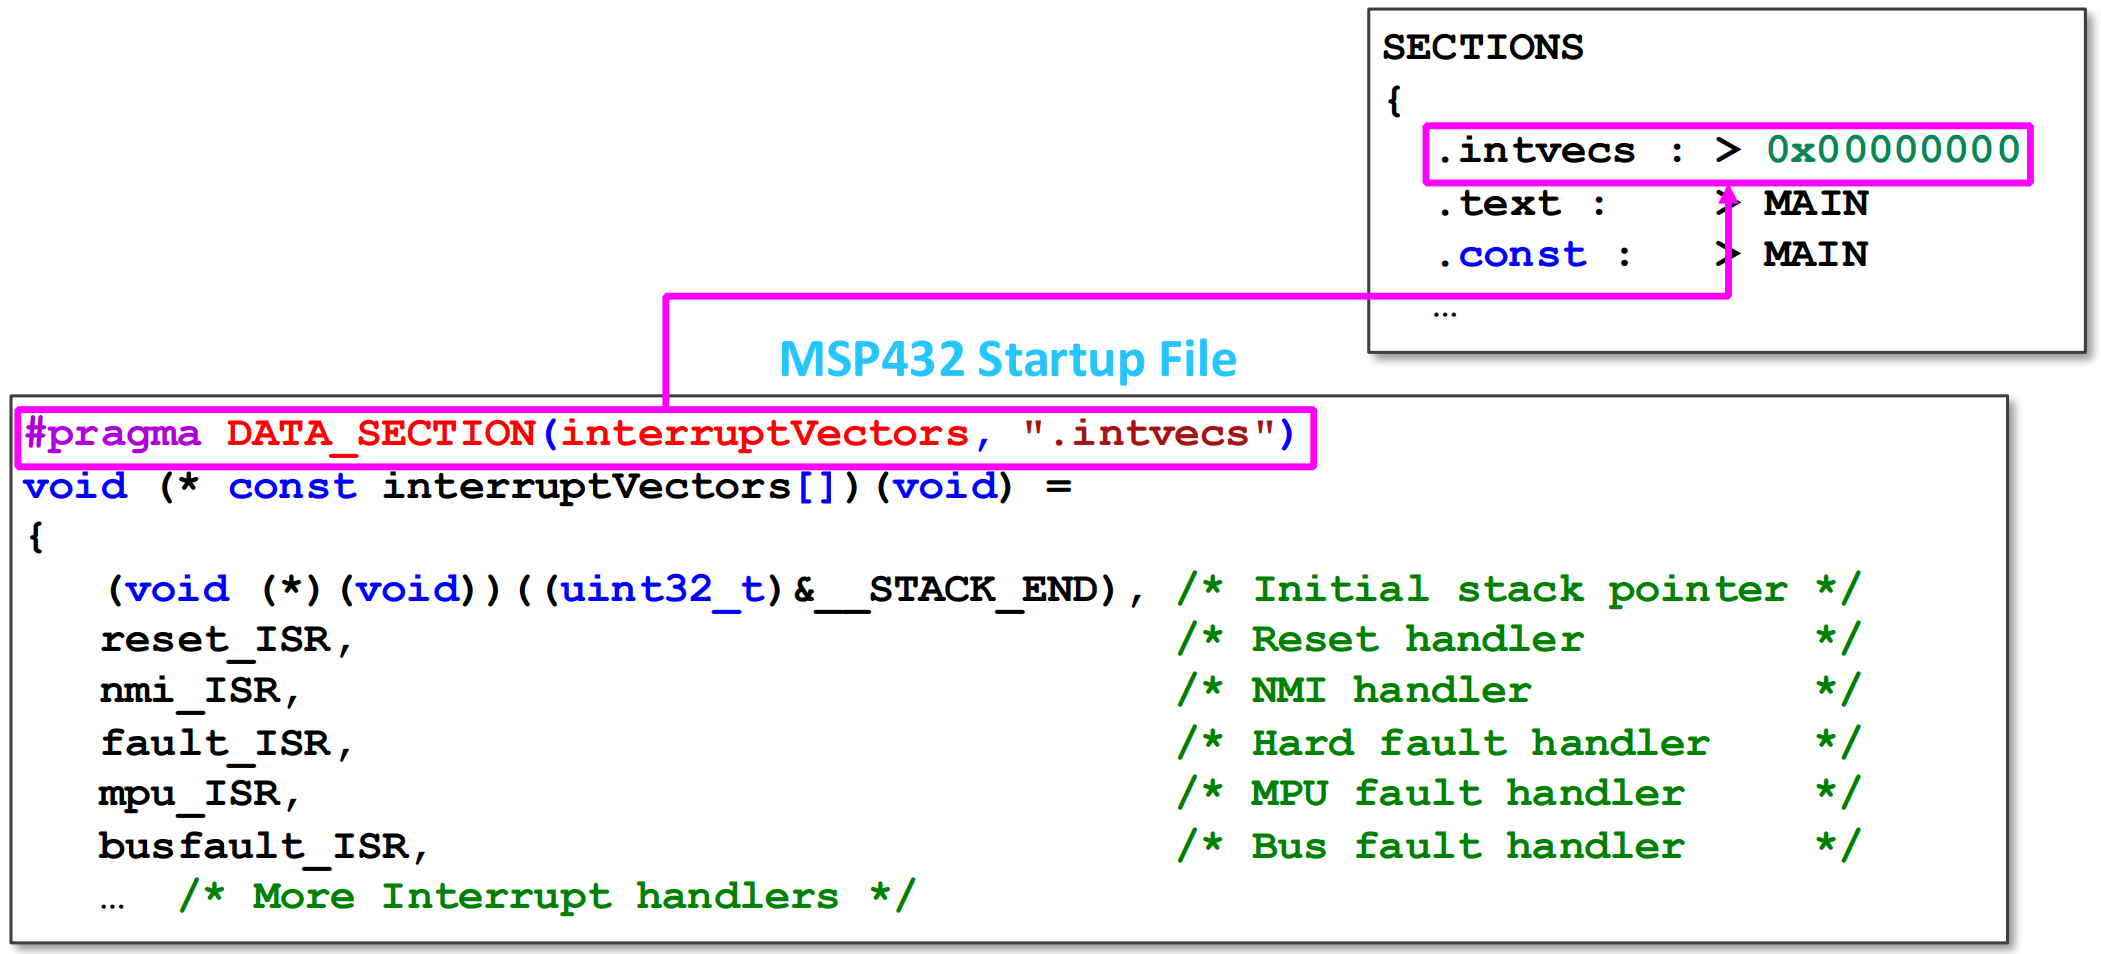 SECTIONS
{
.intvecs : > 0x00000000
.text : > MAIN
.const : > MAIN
…
MSP432 Startup File
#pragma DATA_SECTION(interruptVectors, ".intvecs")
void (* const interruptVectors[])(void) =
{
(void (*)(void))((uint32_t)&__STACK_END), /* Initial stack pointer */
reset_ISR, /* Reset handler */
nmi_ISR, /* NMI handler */
fault_ISR, /* Hard fault handler */
mpu_ISR, /* MPU fault handler */
busfault_ISR, /* Bus fault handler */
… /* More Interrupt handlers */